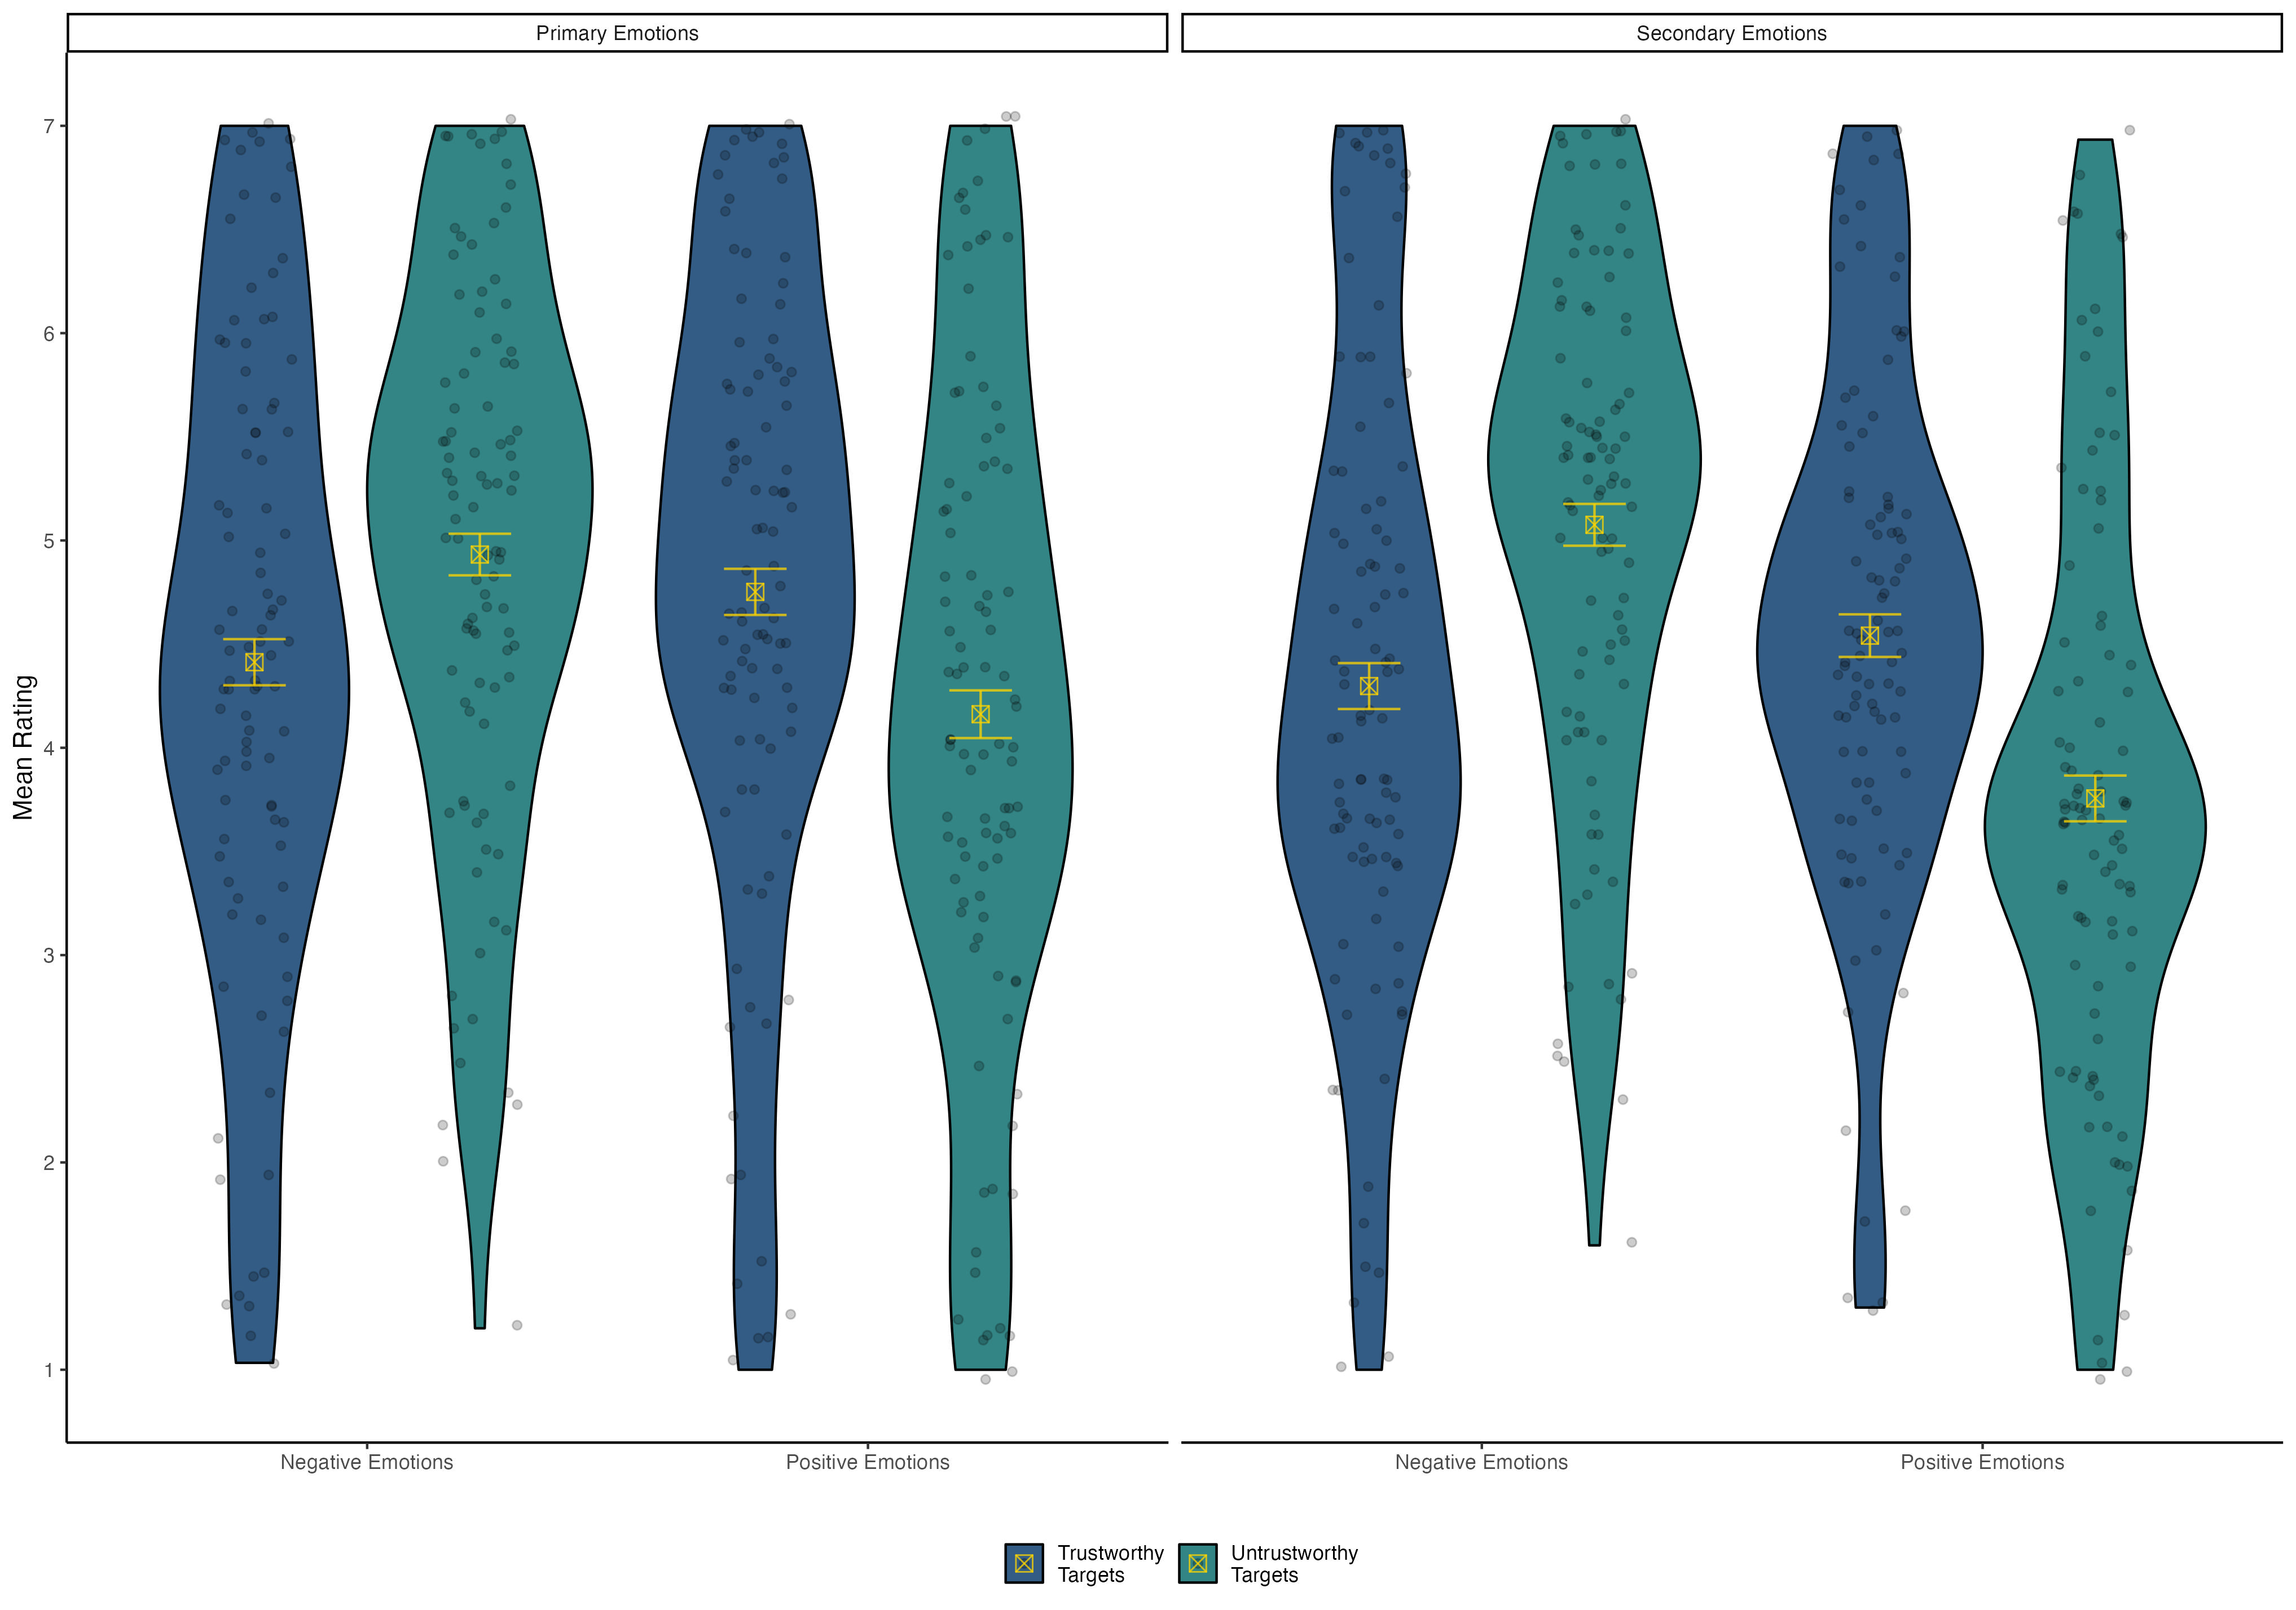 Primary Emotions
Secondary Emotions
Mean Rating
7
6
5
4
3
2
1
Negative Emotions
Positive Emotions
Negative Emotions
Positive Emotions
Trustworthy
Targets
Untrustworthy
Targets